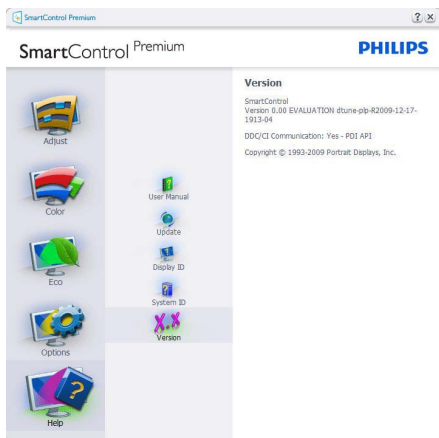 SmartControl Premium
SmartControl Premium
PHILIPS
Adjust
Color
Eco
Options
Help
User Manual
Update
Display ID
System ID
X.X
Version
Version
SmartControl
Version 0.00 EVALUATION dtune-plp-R2009-12-17-
1913-04
DDC/CI Communication: Yes - PDI API
Copyright © 1993-2009 Portrait Displays, Inc.